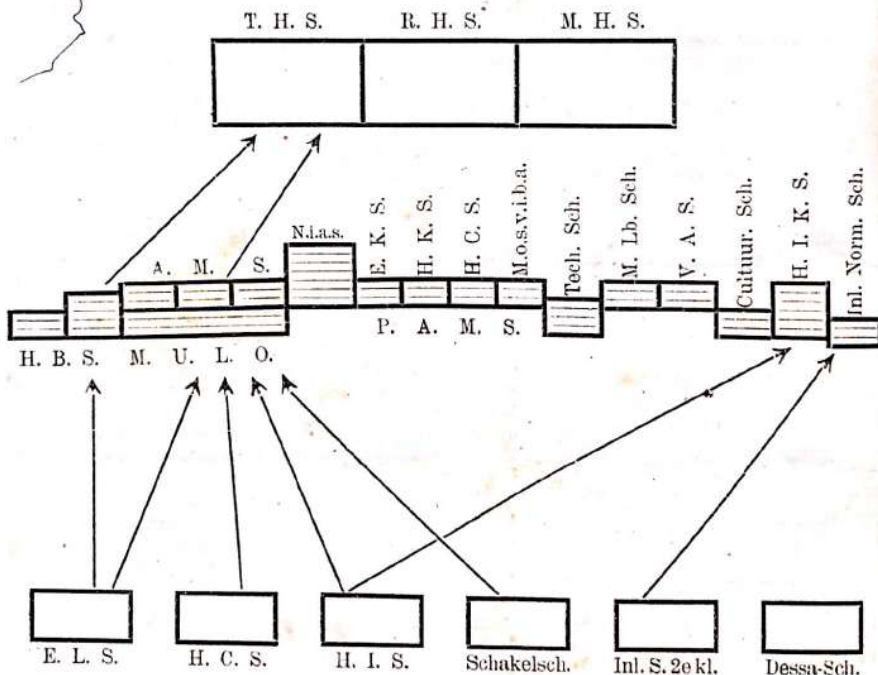 T. H. S. R. H. S. M. H. S.
N.i.a.s.
E. K. S.
H. K. S.
H. C. S.
M.o.s.v.i.b.a.
Tech. Sch.
M. Lb. Sch.
V. A. S.
Cultuur. Sch.
H. I. K. S.
Inl. Norm. Sch.
A. M. S.
P. A. M. S.
H. B. S. M. U. L. O.
E. L. S. H. C. S. H. I. S. Schakelsch. Inl. S. 2e kl. Dessa-Sch.